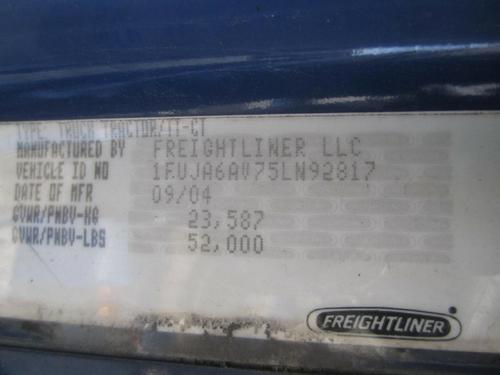 TYPE: TRUCK TRACTOR/TT-CT
MANUFACTURED BY FREIGHTLINER LLC
VEHICLE ID NO 1FUJA6AV75LN92817
DATE OF MFR 09/04
GVWR/PNBV-KG 23,587
GVWR/PNBV-LBS 52,000
FREIGHTLINER